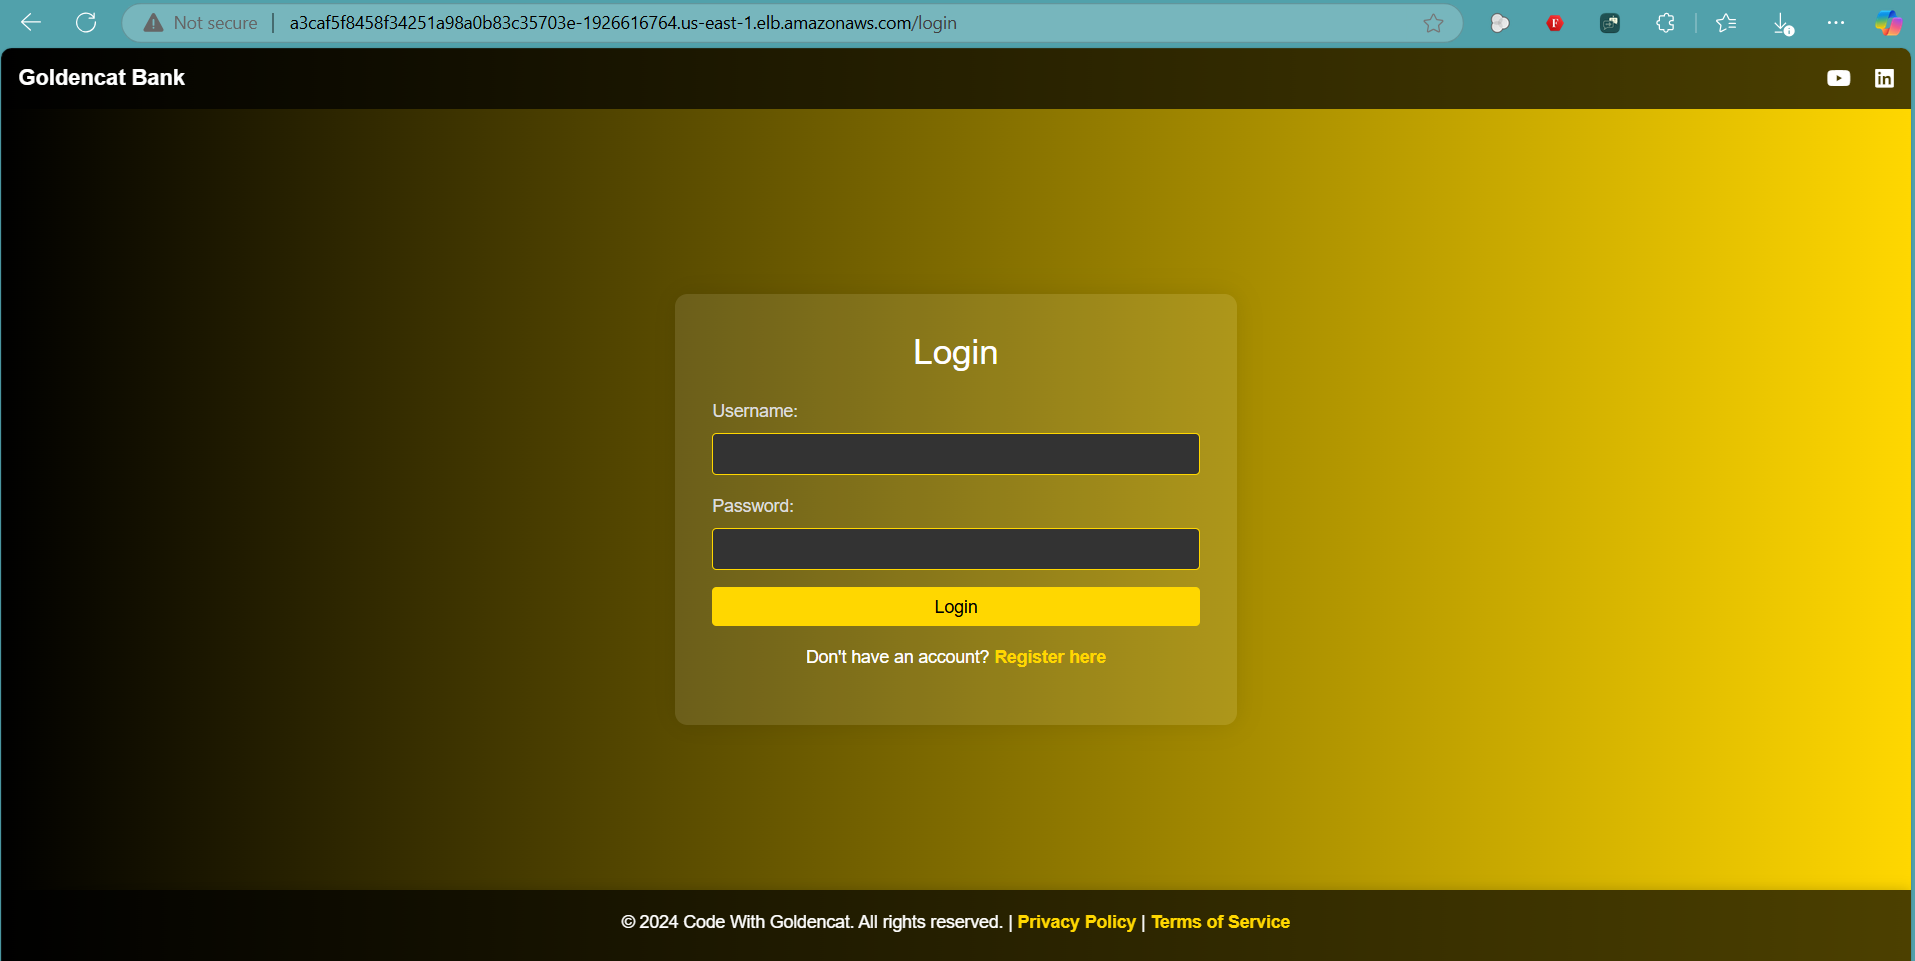 Not secure
a3caf5f8458f34251a98a0b83c35703e-1926616764.us-east-1.elb.amazonaws.com/login
Goldencat Bank
Login
Username:
Password:
Login
Don't have an account? Register here
© 2024 Code With Goldencat. All rights reserved. | Privacy Policy | Terms of Service